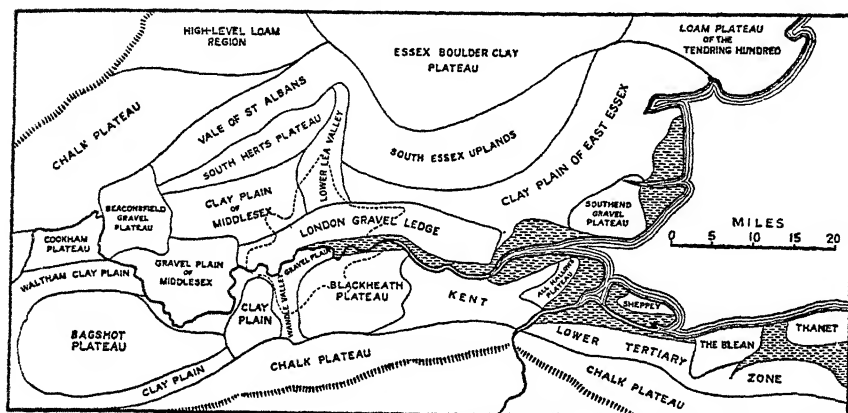 HIGH-LEVEL LOAM
REGION
ESSEX BOULDER CLAY
PLATEAU
LOAM PLATEAU
OF THE
TENDRING HUNDRED
CHALK PLATEAU
VALE OF ST ALBANS
SOUTH HERTS PLATEAU
LOWER LEA VALLEY
SOUTH ESSEX UPLANDS
CLAY PLAIN OF EAST ESSEX
BEACONSFIELD
GRAVEL
PLATEAU
CLAY PLAIN
OF
MIDDLESEX
LONDON GRAVEL LEDGE
SOUTHEND
GRAVEL
PLATEAU
MILES
0 5 10 15 20
COOKHAM
PLATEAU
WALTHAM CLAY PLAIN
GRAVEL PLAIN
OF
MIDDLESEX
GRAVEL PLAIN
BLACKHEATH
PLATEAU
KENT
ALL HALLOWS
PLATEAU
SHEPPEY
BAGSHOT
PLATEAU
CLAY
PLAIN
WANDLE VALLEY
THANET
THE BLEAN
LOWER TERTIARY
ZONE
CLAY PLAIN
CHALK PLATEAU
CHALK PLATEAU